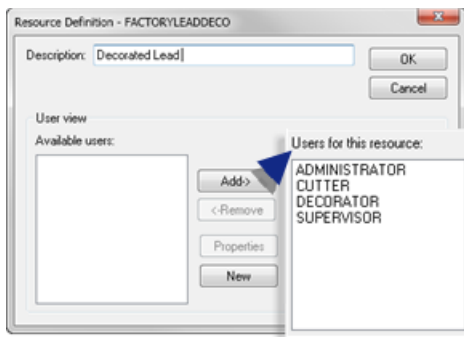 Resource Definition - FACTORYLEADDECO
Description: Decorated Lead
OK
Cancel
User view
Available users:
Users for this resource:
Add->
<-Remove
Properties
New
ADMINISTRATOR
CUTTER
DECORATOR
SUPERVISOR